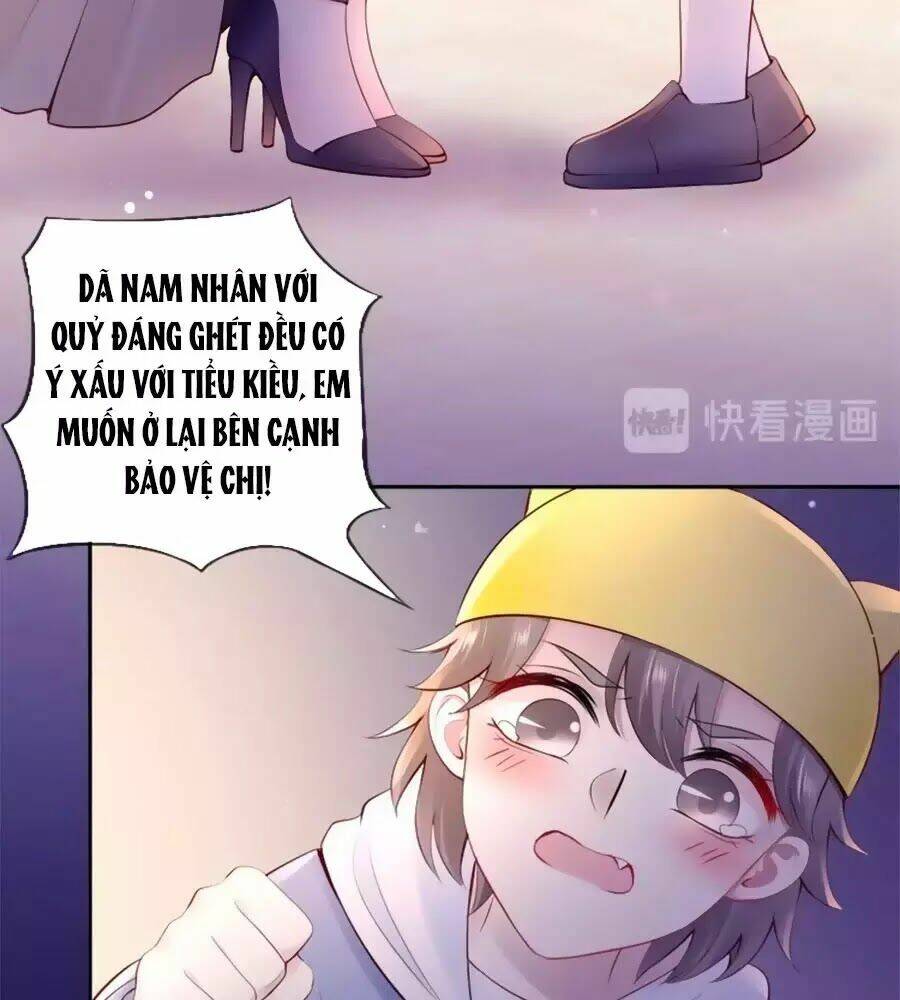 DÃ NAM NHÂN VỚI
QUỶ ĐÁNG GHÉT ĐỀU CÓ
Ý XẤU VỚI TIỂU KIỀU, EM
MUỐN Ở LẠI BÊN CẠNH
BẢO VỆ CHỊ!
快看! 快看漫画